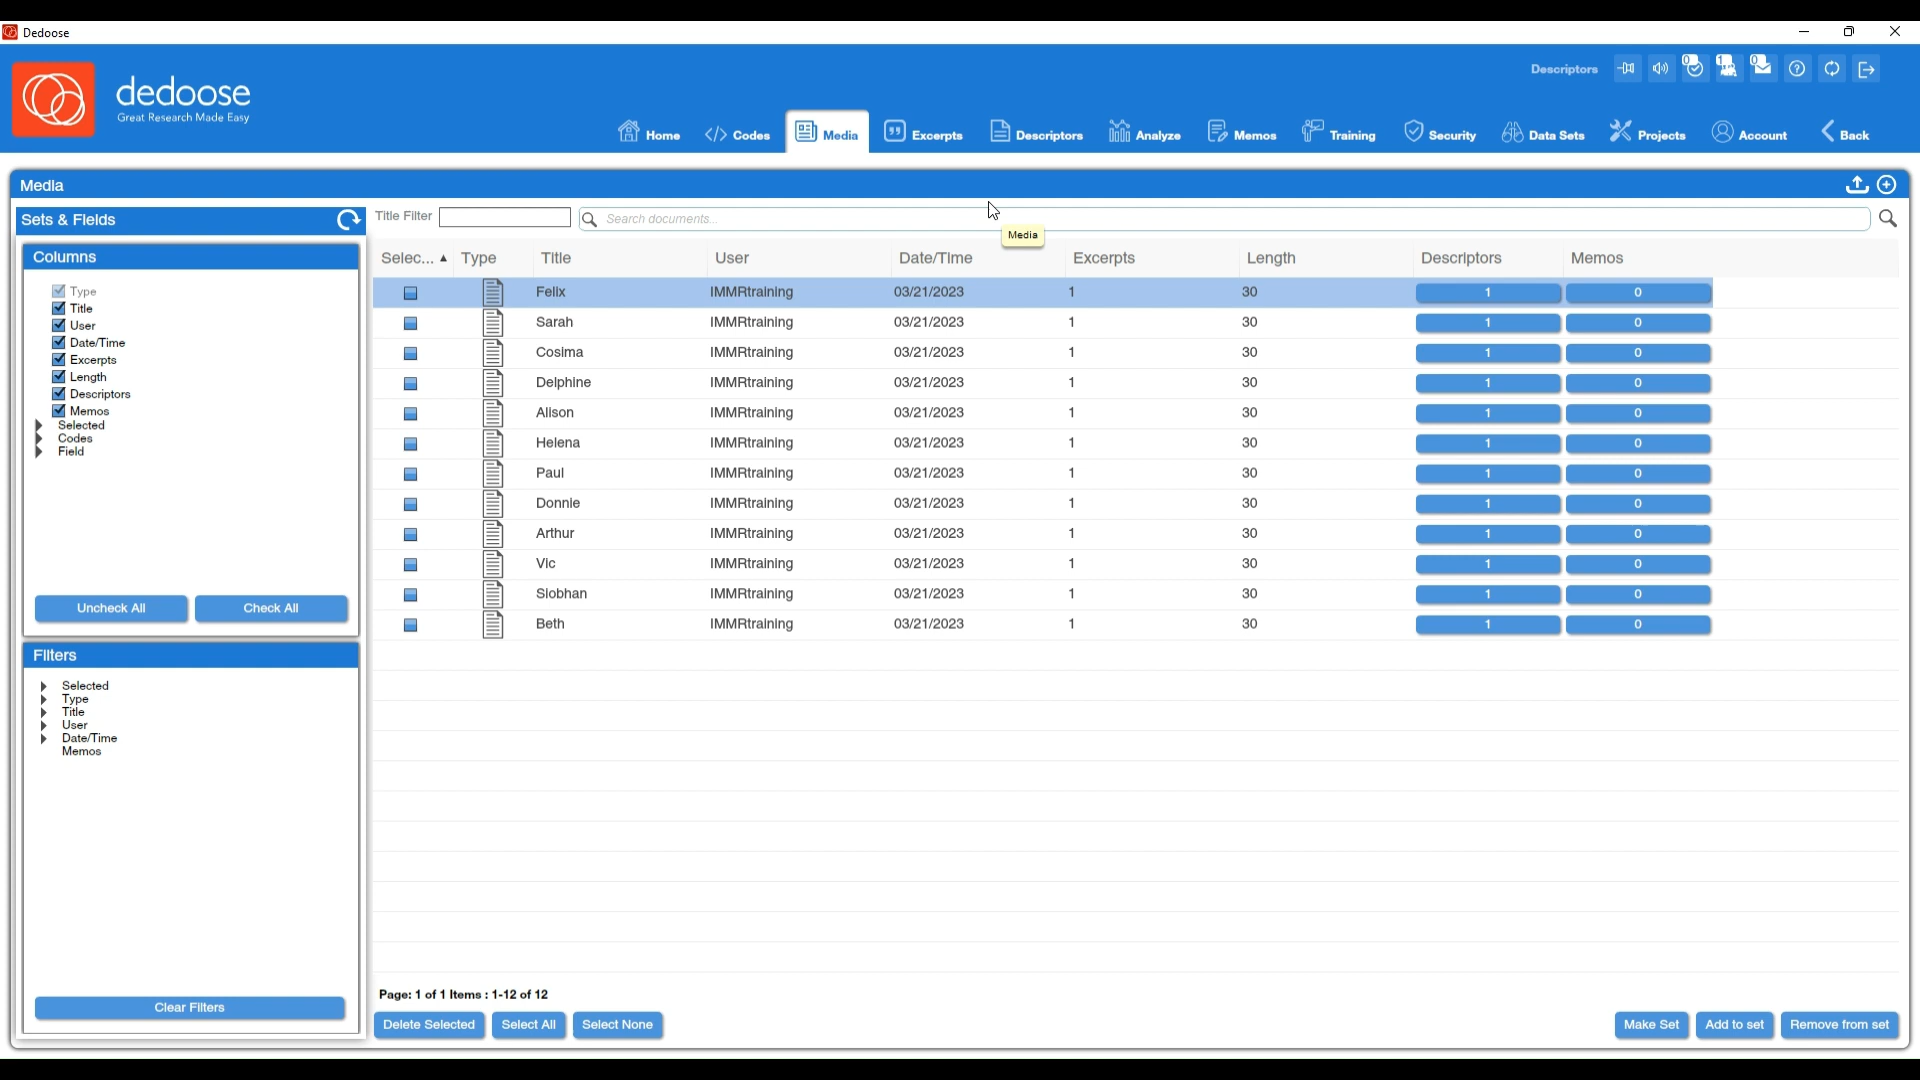 Dedoose
dedoose
Great Research Made Easy
Descriptors 0 1 0
Home Codes Media Excerpts Descriptors Analyze Memos Training Security Data Sets Projects Account Back
Media
Sets & Fields
Title Filter Search documents...
Media
Columns
Type
Title
User
Date/Time
Excerpts
Length
Descriptors
Memos
Selected
Codes
Field
Uncheck All Check All
Filters
Selected
Type
Title
User
Date/Time
Memos
Clear Filters
Selec... Type Title User Date/Time Excerpts Length Descriptors Memos
Felix IMMRtraining 03/21/2023 1 30 1 0
Sarah IMMRtraining 03/21/2023 1 30 1 0
Cosima IMMRtraining 03/21/2023 1 30 1 0
Delphine IMMRtraining 03/21/2023 1 30 1 0
Alison IMMRtraining 03/21/2023 1 30 1 0
Helena IMMRtraining 03/21/2023 1 30 1 0
Paul IMMRtraining 03/21/2023 1 30 1 0
Donnie IMMRtraining 03/21/2023 1 30 1 0
Arthur IMMRtraining 03/21/2023 1 30 1 0
Vic IMMRtraining 03/21/2023 1 30 1 0
Siobhan IMMRtraining 03/21/2023 1 30 1 0
Beth IMMRtraining 03/21/2023 1 30 1 0
Page: 1 of 1 Items : 1-12 of 12
Delete Selected Select All Select None Make Set Add to set Remove from set